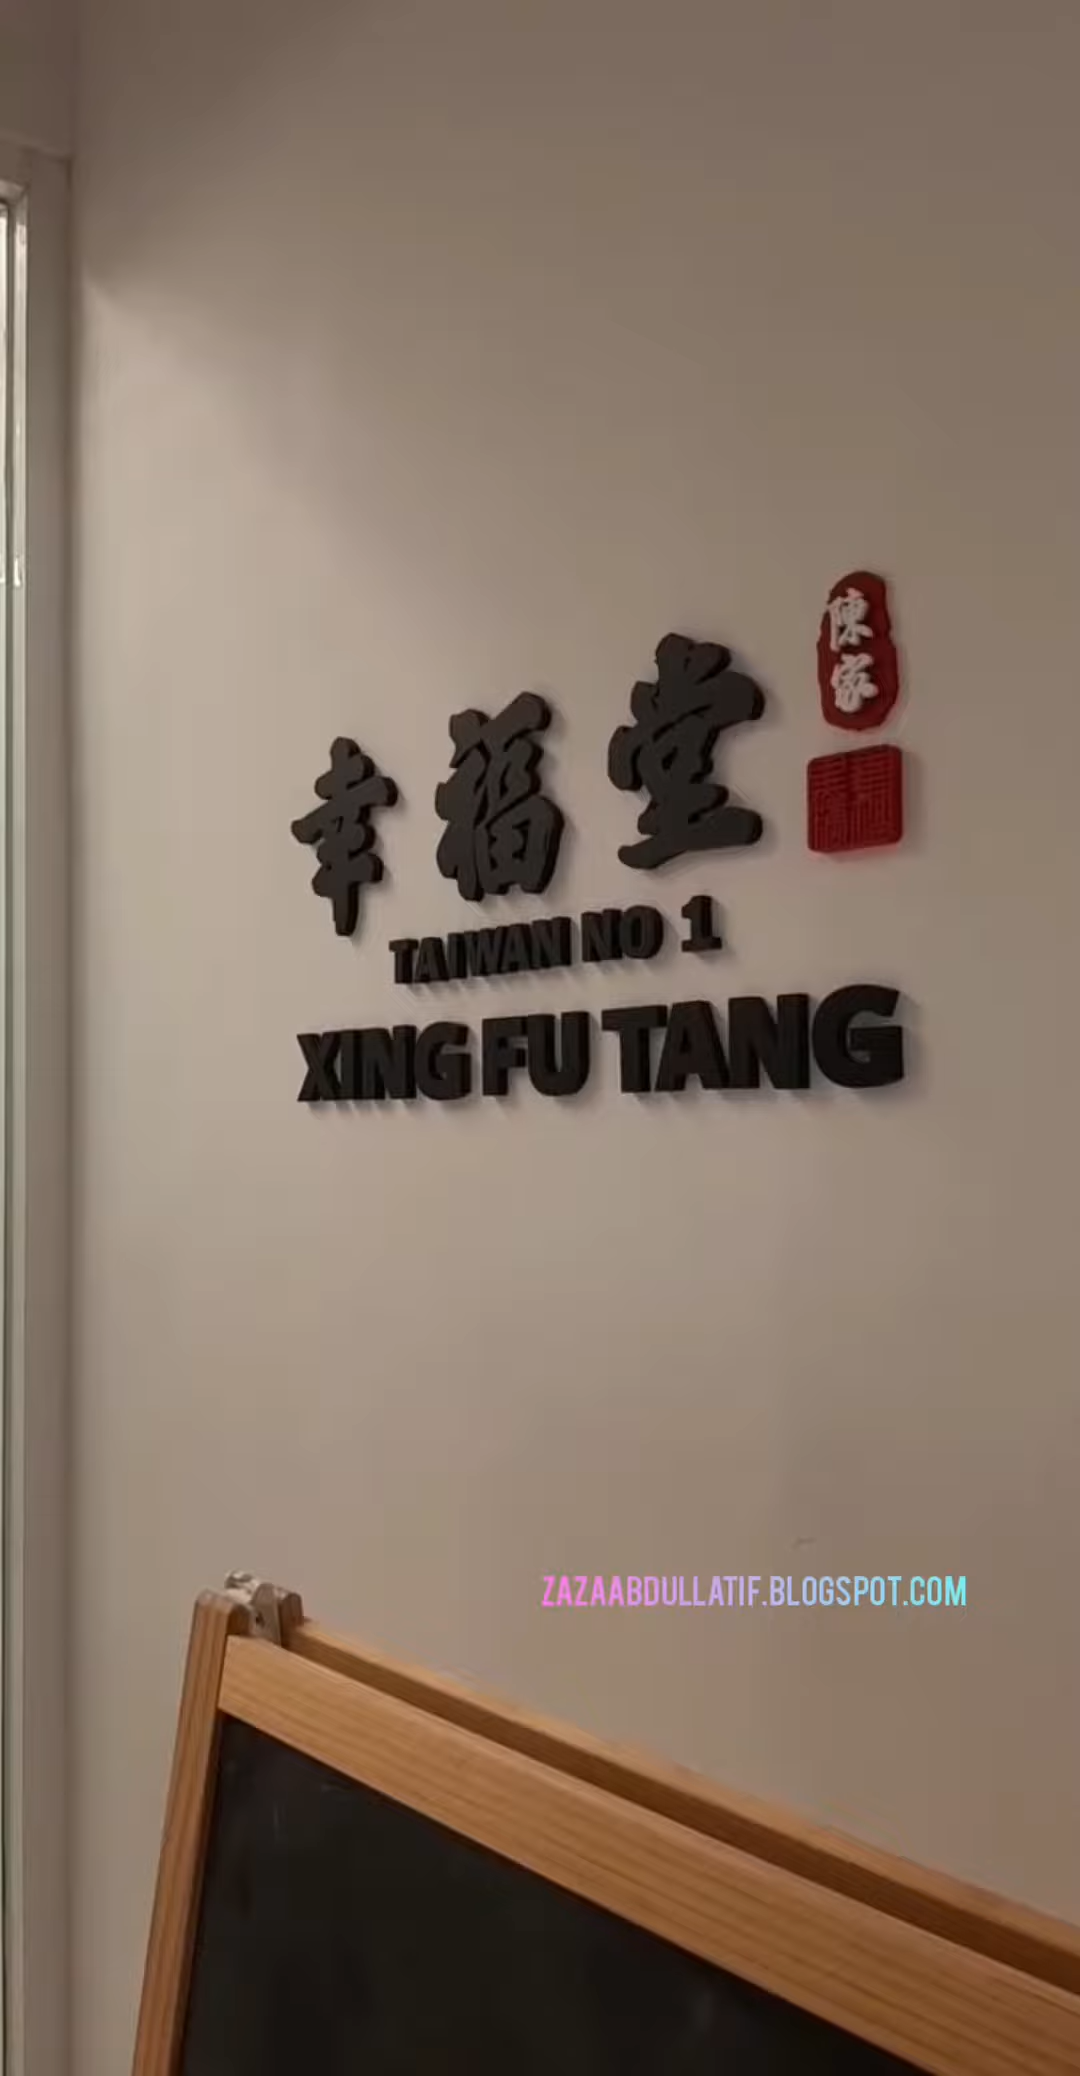 幸福堂
陳家
TAIWAN NO 1
XING FU TANG
ZAZAABDULLATIF.BLOGSPOT.COM